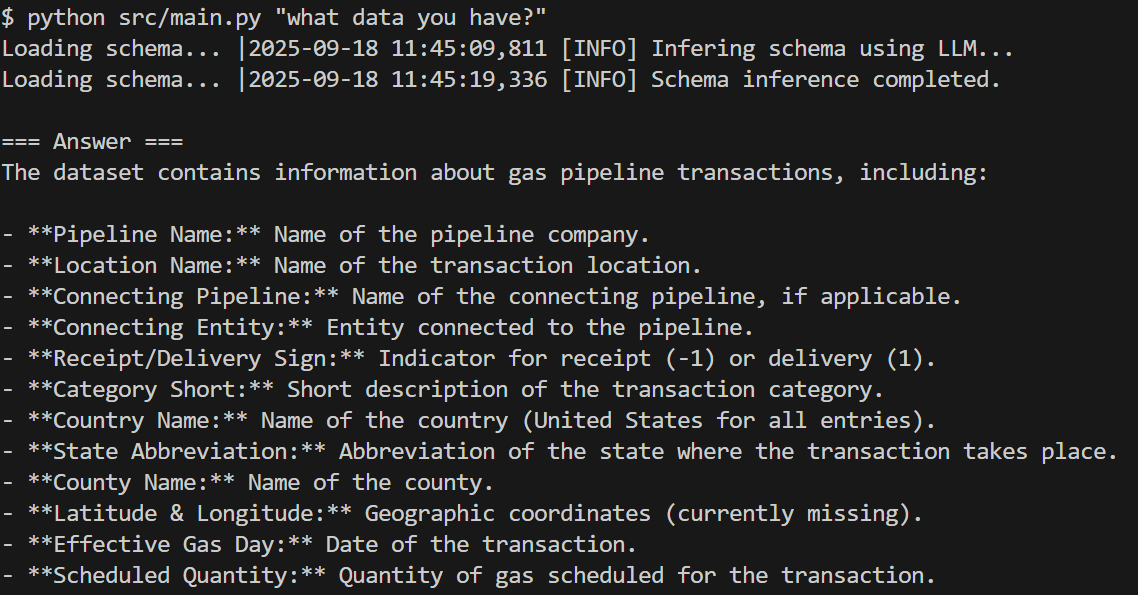 $ python src/main.py "what data you have?"
Loading schema... |2025-09-18 11:45:09,811 [INFO] Infering schema using LLM...
Loading schema... |2025-09-18 11:45:19,336 [INFO] Schema inference completed.
=== Answer ===
The dataset contains information about gas pipeline transactions, including:
- **Pipeline Name:** Name of the pipeline company.
- **Location Name:** Name of the transaction location.
- **Connecting Pipeline:** Name of the connecting pipeline, if applicable.
- **Connecting Entity:** Entity connected to the pipeline.
- **Receipt/Delivery Sign:** Indicator for receipt (-1) or delivery (1).
- **Category Short:** Short description of the transaction category.
- **Country Name:** Name of the country (United States for all entries).
- **State Abbreviation:** Abbreviation of the state where the transaction takes place.
- **County Name:** Name of the county.
- **Latitude & Longitude:** Geographic coordinates (currently missing).
- **Effective Gas Day:** Date of the transaction.
- **Scheduled Quantity:** Quantity of gas scheduled for the transaction.